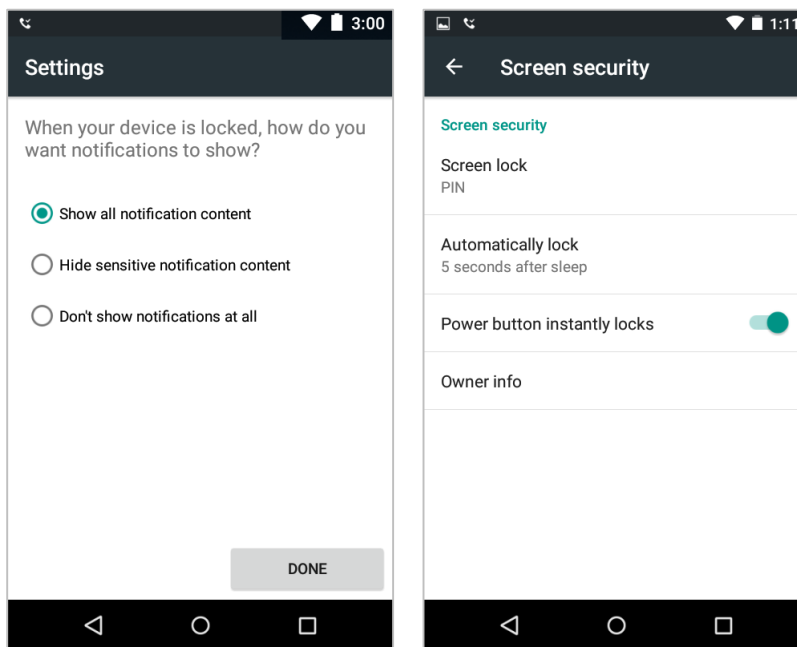 3:00
Settings
When your device is locked, how do you
want notifications to show?
Show all notification content
Hide sensitive notification content
Don't show notifications at all
DONE
1:11
Screen security
Screen security
Screen lock
PIN
Automatically lock
5 seconds after sleep
Power button instantly locks
Owner info